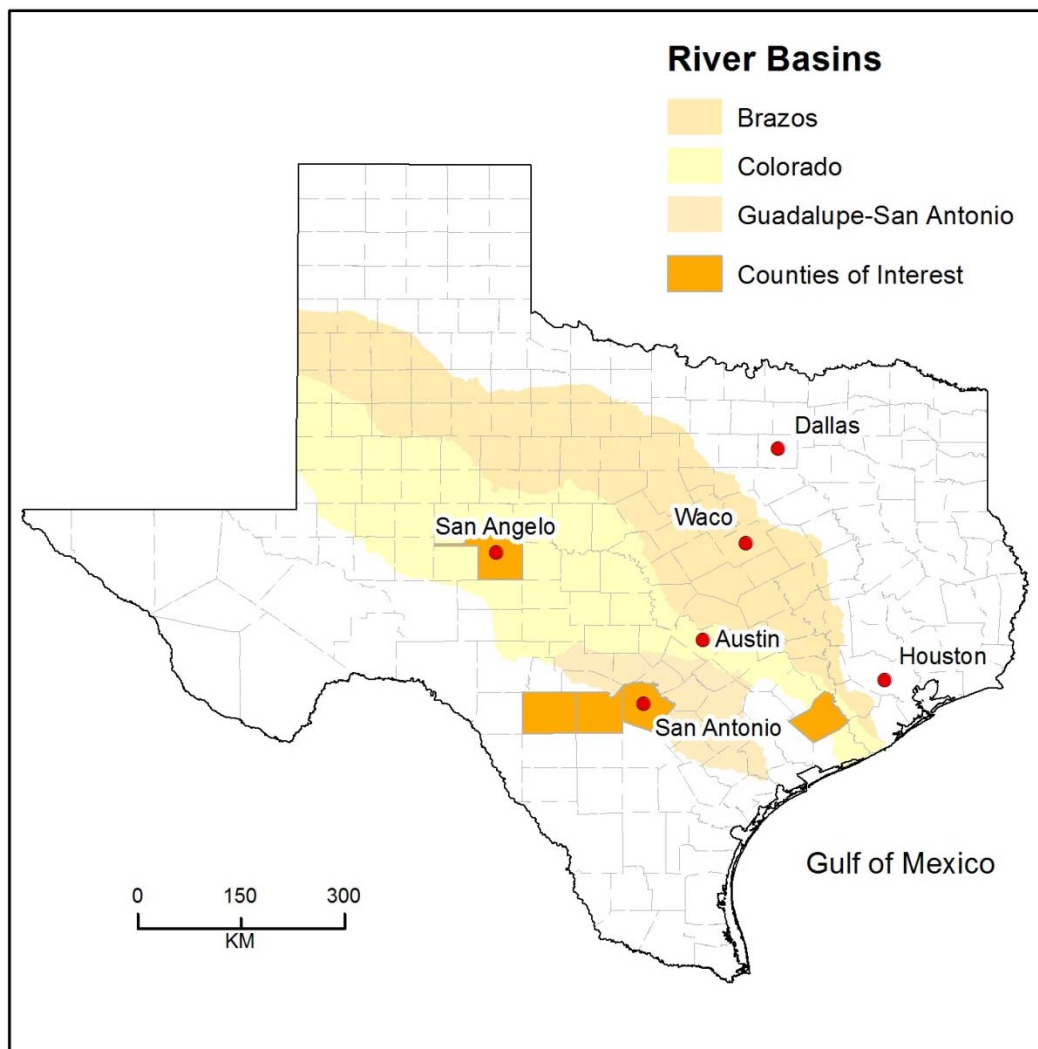 River Basins
Brazos
Colorado
Guadalupe-San Antonio
Counties of Interest
Dallas
San Angelo
Waco
Austin
Houston
San Antonio
Gulf of Mexico
0 150 300
KM